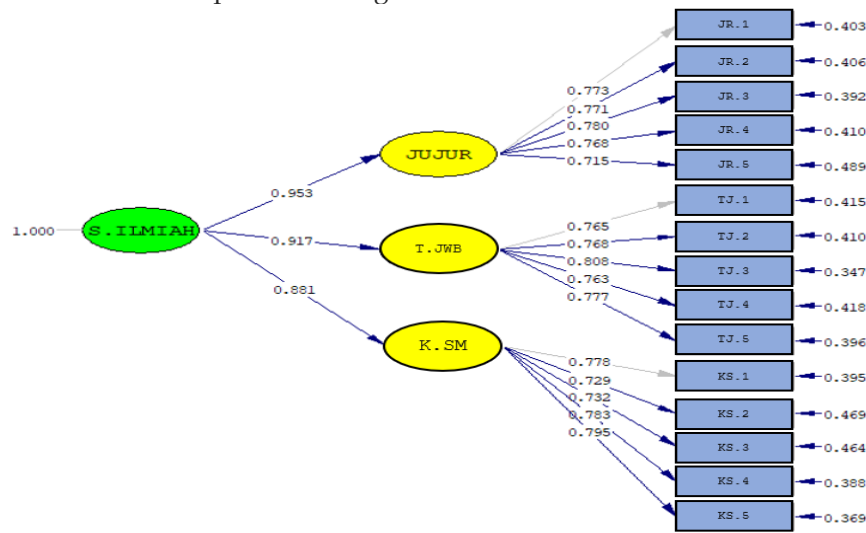 JR.1
0.403
JR.2
0.406
0.773
0.771
JR.3
0.392
0.780
JR.4
0.410
0.768
JUJUR
0.715
JR.5
0.489
0.953
TJ.1
0.415
1.000
S.ILMIAH
0.765
0.917
T.JWB
0.768
TJ.2
0.410
0.808
TJ.3
0.347
0.763
0.881
0.777
TJ.4
0.418
TJ.5
0.396
K.SM
0.778
KS.1
0.395
0.729
0.732
KS.2
0.469
0.783
0.795
KS.3
0.464
KS.4
0.388
KS.5
0.369